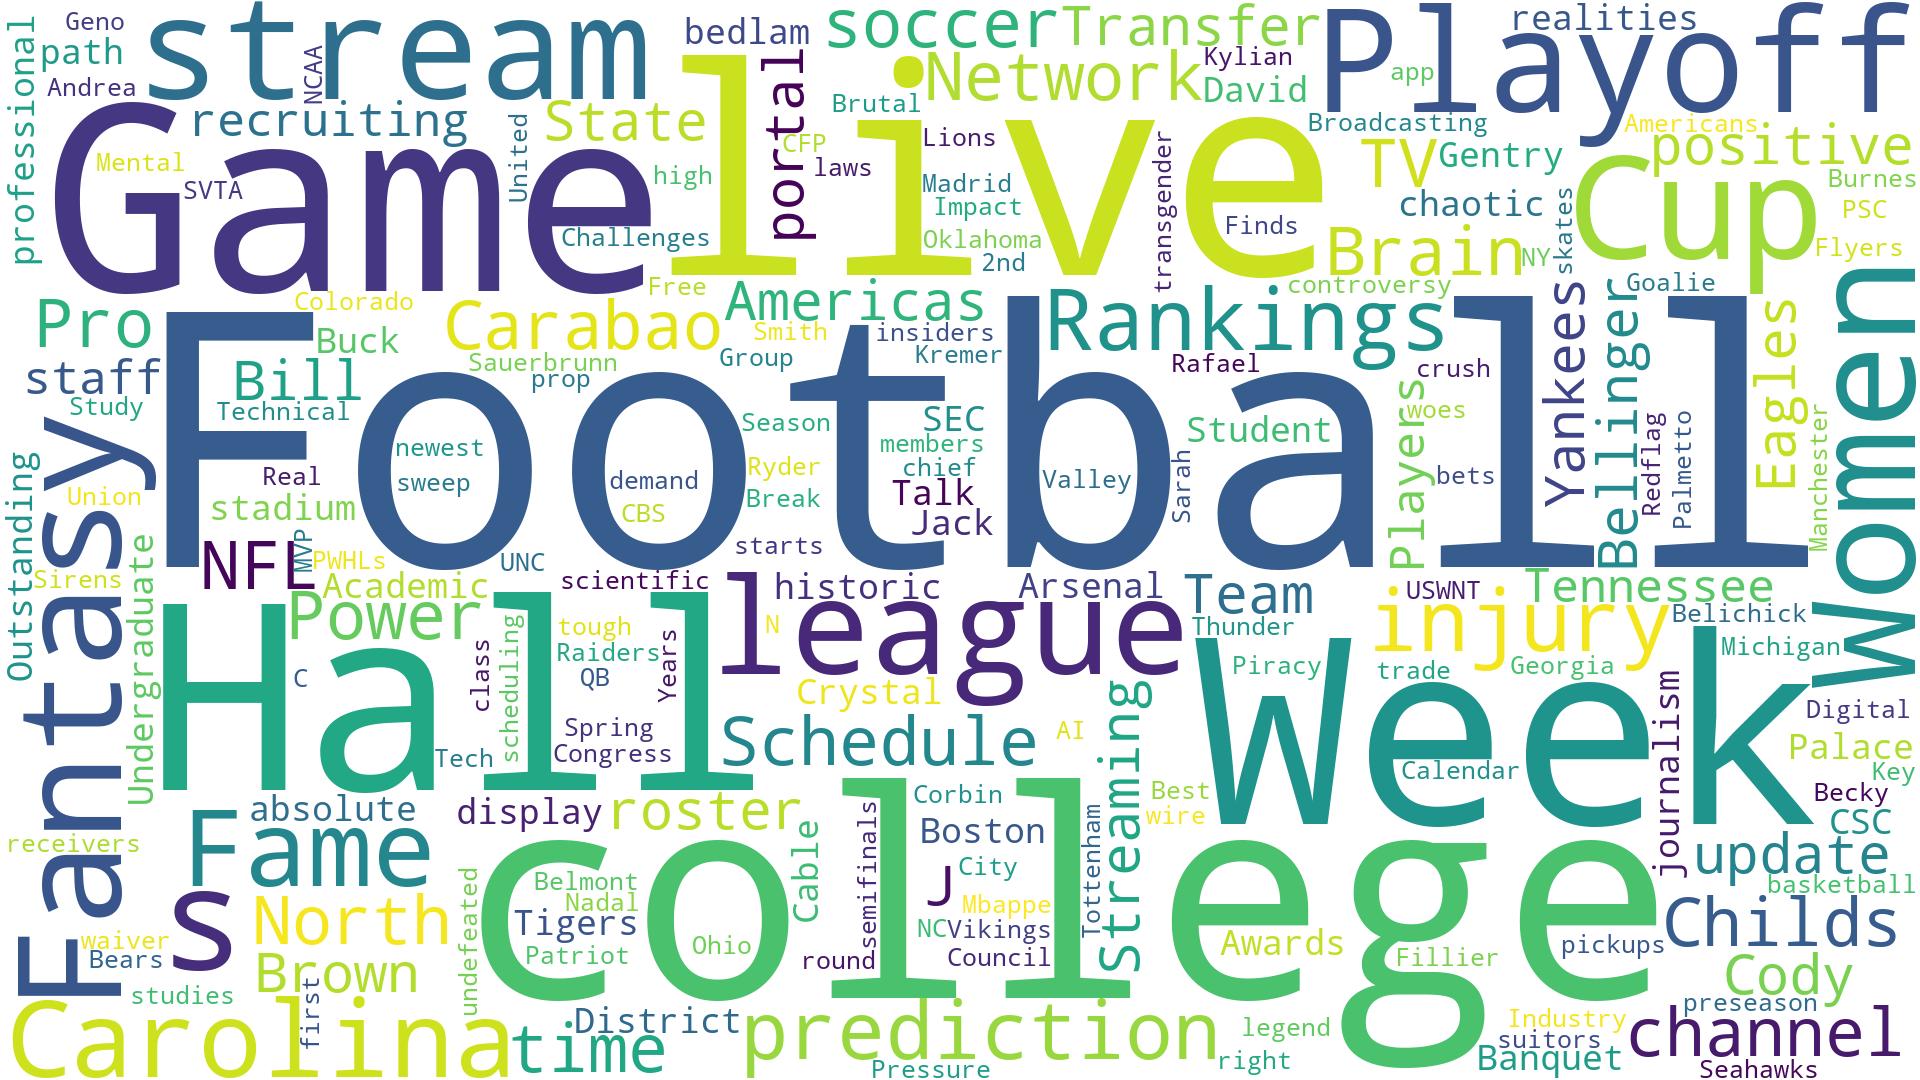 Geno
stream
bedlam
soccer
Transfer
realities
Playoff
path
NCAA
professional
Andrea
live
portal
Network
Kylian
David
app
Brutal
Game
recruiting
State
United
CFP
Lions
Broadcasting
Americans
positive
Mental
SVTA
high
laws
Madrid
Impact
transgender
TV
Gentry
Cup
Burnes
PSC
chaotic
skates
Challenges
Oklahoma
2nd
Finds
Brain
NY
Flyers
Free
controversy
Goalie
Pro
Colorado
Carabao
Americas
Rankings
Yankees
Bellinger
Eagles
Women
Buck
Smith
insiders
Sauerbrunn
Group
Kremer
Rafael
crush
staff
Bill
prop
Football
Study
Technical
Season
SEC
Student
Players
woes
Redflag
Palmetto
Manchester
newest
members
Fantasy
Outstanding
Real
sweep
demand
Ryder
chief
Valley
Sarah
bets
Union
stadium
CBS
Break
Talk
Jack
NFL
MVP
PWHLs
UNC
starts
Sirens
Undergraduate
Academic
scientific
league
historic
Arsenal
Team
USWNT
Tennessee
Hall
Power
class
scheduling
tough
Years
N
Thunder
injury
Belichick
C
Raiders
QB
Piracy
trade
Georgia
Michigan
Crystal
Week
journalism
Digital
Spring
Schedule
AI
Streaming
Tech
Congress
Calendar
Palace
Key
Fame
absolute
display
roster
college
Corbin
Best
wire
Becky
CSC
receivers
Cable
semifinals
Boston
Tottenham
update
s
undefeated
Belmont
City
basketball
North
Nadal
J
Mbappe
Tigers
NC
Vikings
Awards
pickups
Childs
waiver
Bears
Patriot
Ohio
round
Council
Fillier
Brown
Cody
studies
first
preseason
Carolina
time
District
prediction
legend
Industry
channel
suitors
right
Banquet
Pressure
Seahawks